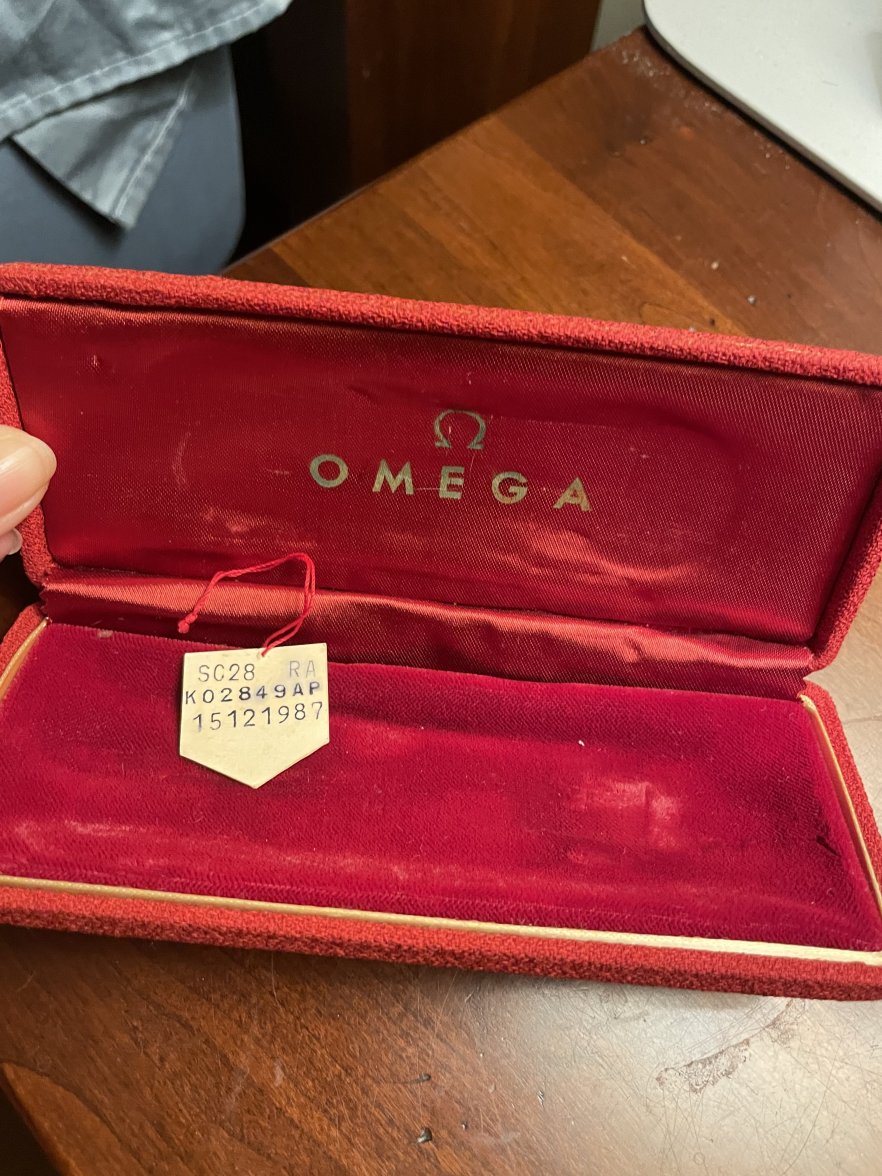 Ω
OMEGA
SC28 RA
K02849AP
15121987